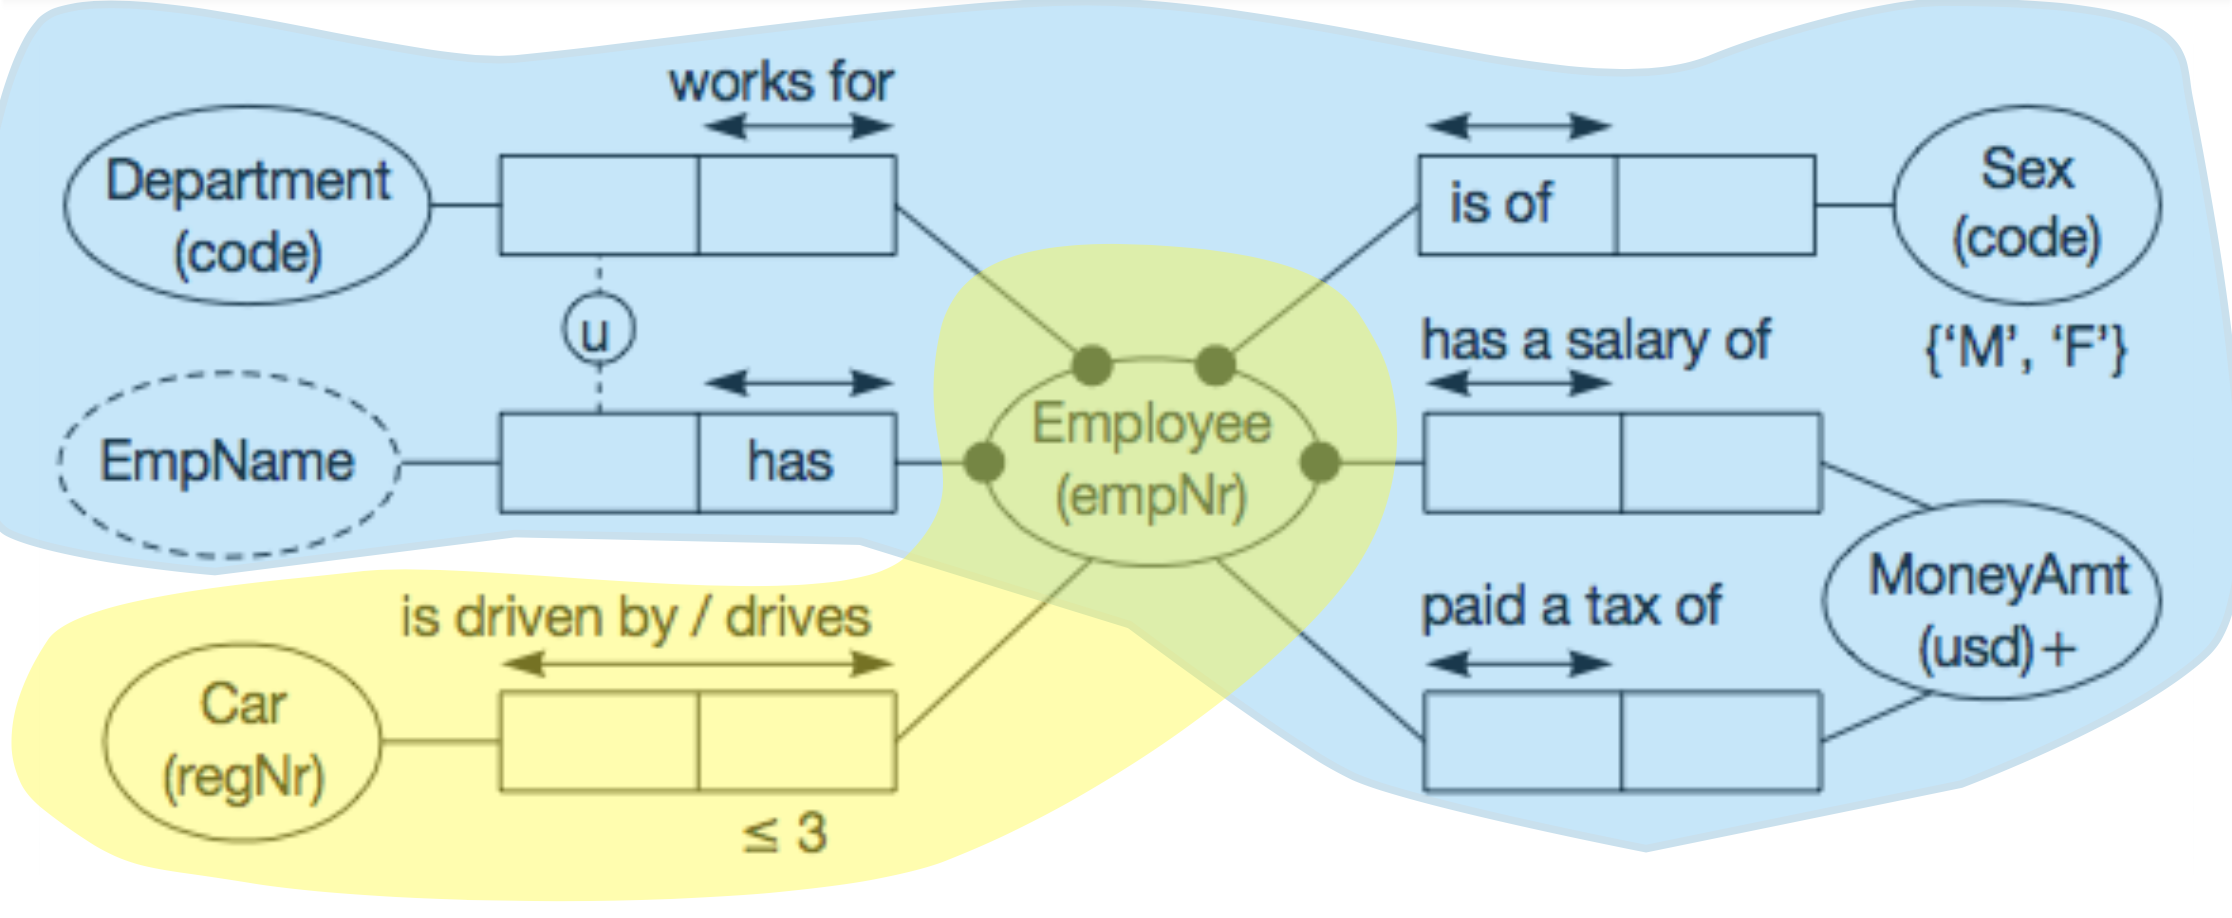 works for
Department
(code)
u
EmpName
has
is driven by / drives
Car
(regNr)
≤ 3
Employee
(empNr)
is of
Sex
(code)
{‘M’, ‘F’}
has a salary of
MoneyAmt
(usd)+
paid a tax of